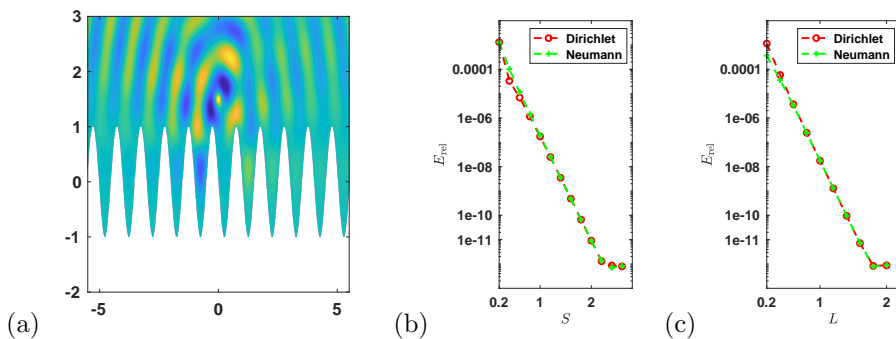 3
2
1
0
-1
-2
-5
0
5
(a)
Dirichlet
Neumann
0.0001
1e-06
1e-08
1e-10
1e-11
E_rel
0.2
1
2
S
(b)
Dirichlet
Neumann
0.0001
1e-06
1e-08
1e-10
1e-11
E_rel
0.2
1
2
L
(c)